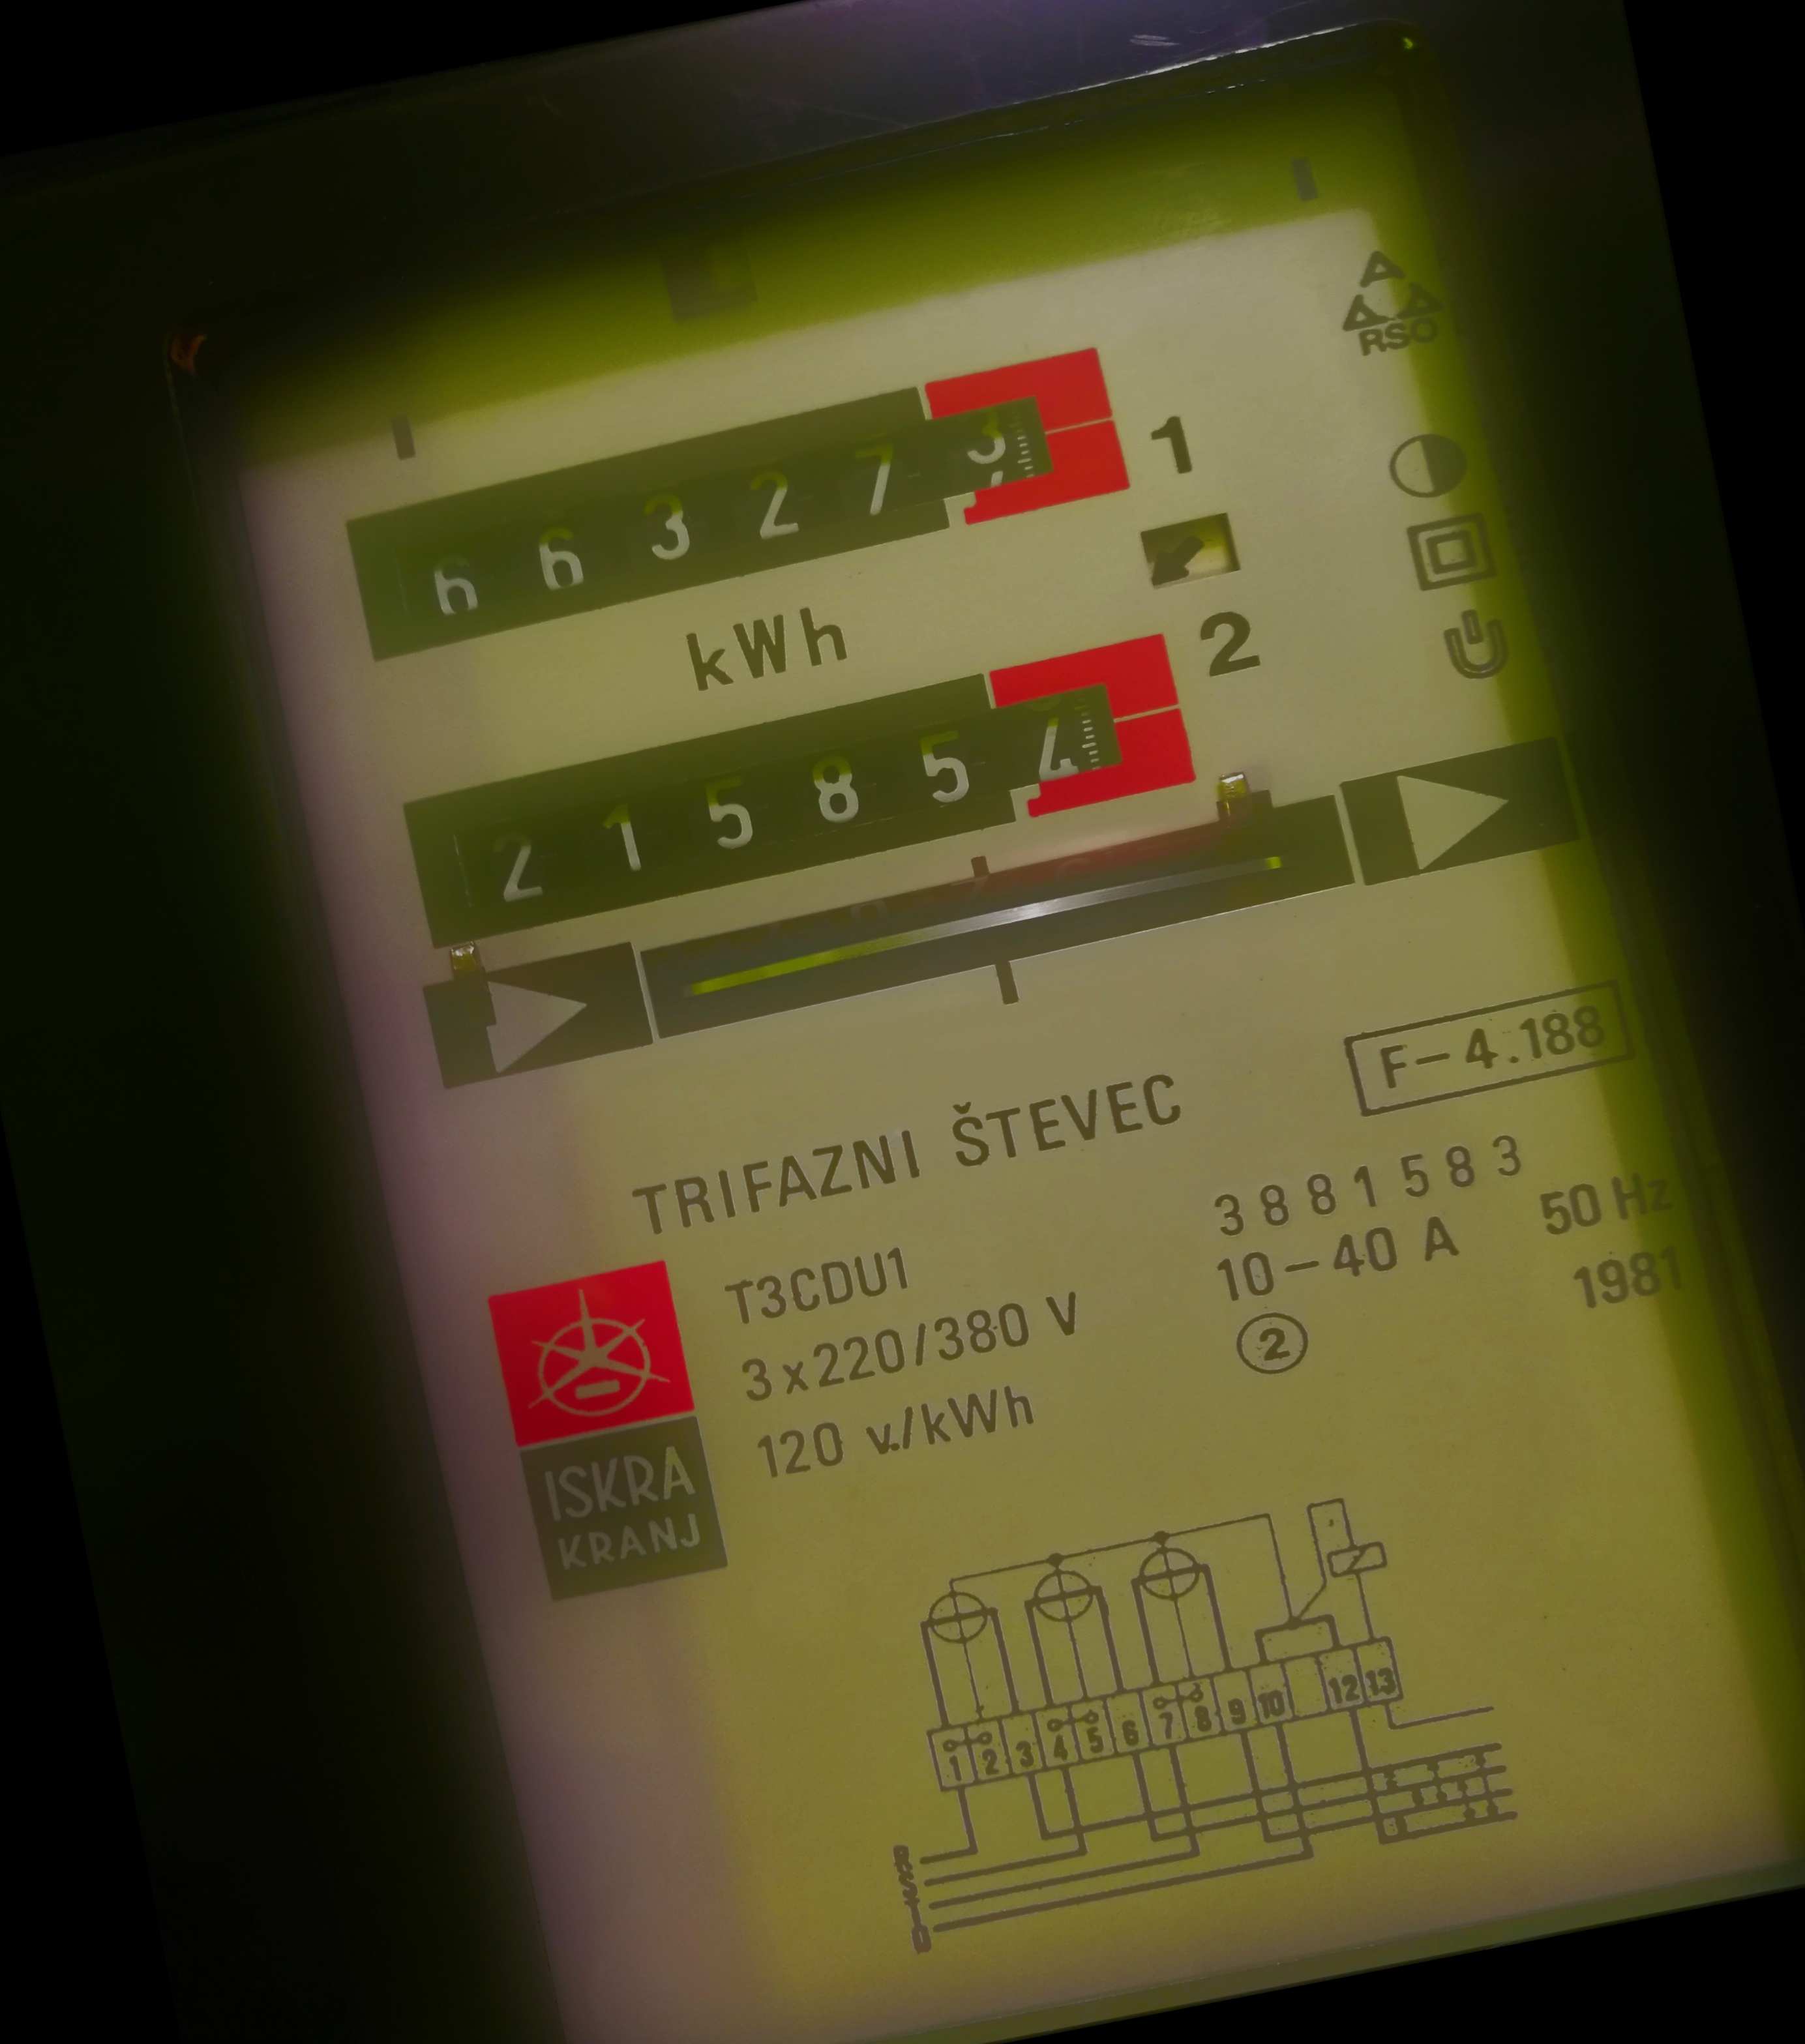 RSO
663273 1
kWh
215854 2
F-4.188
TRIFAZNI ŠTEVEC
3881583
T3CDU1
10-40 A 50 Hz
3x220/380 V
2
1981
120 v./kWh
ISKRA
KRANJ
1 2 3 4 5 6 7 8 9 10 12 13